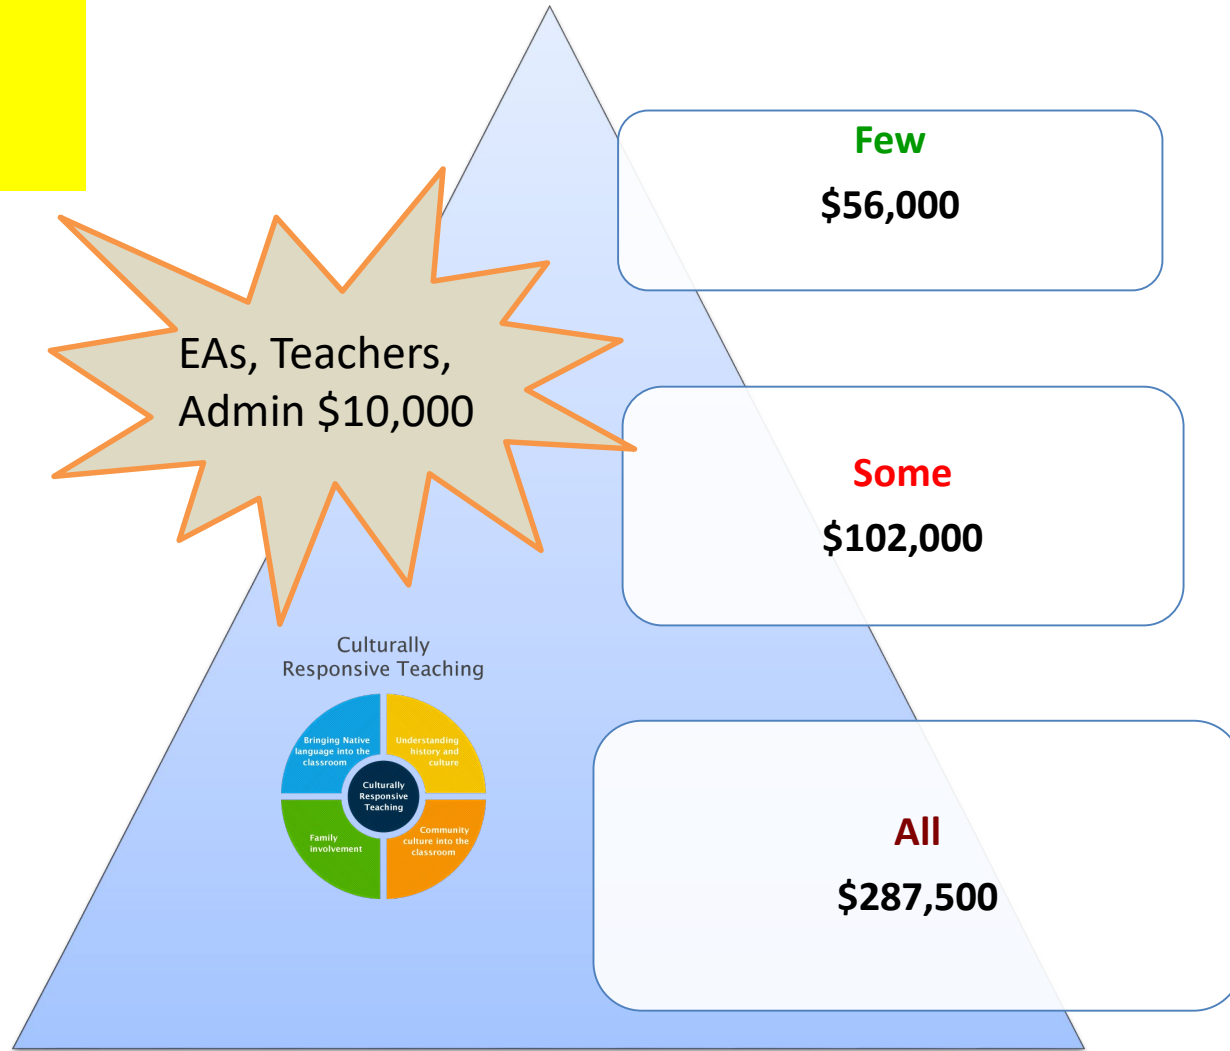 Few
$56,000
EAs, Teachers,
Admin $10,000
Some
$102,000
Culturally
Responsive Teaching
Bringing Native
language into the
classroom
Understanding
history and
culture
Culturally
Responsive
Teaching
Family
involvement
Community
culture into the
classroom
All
$287,500